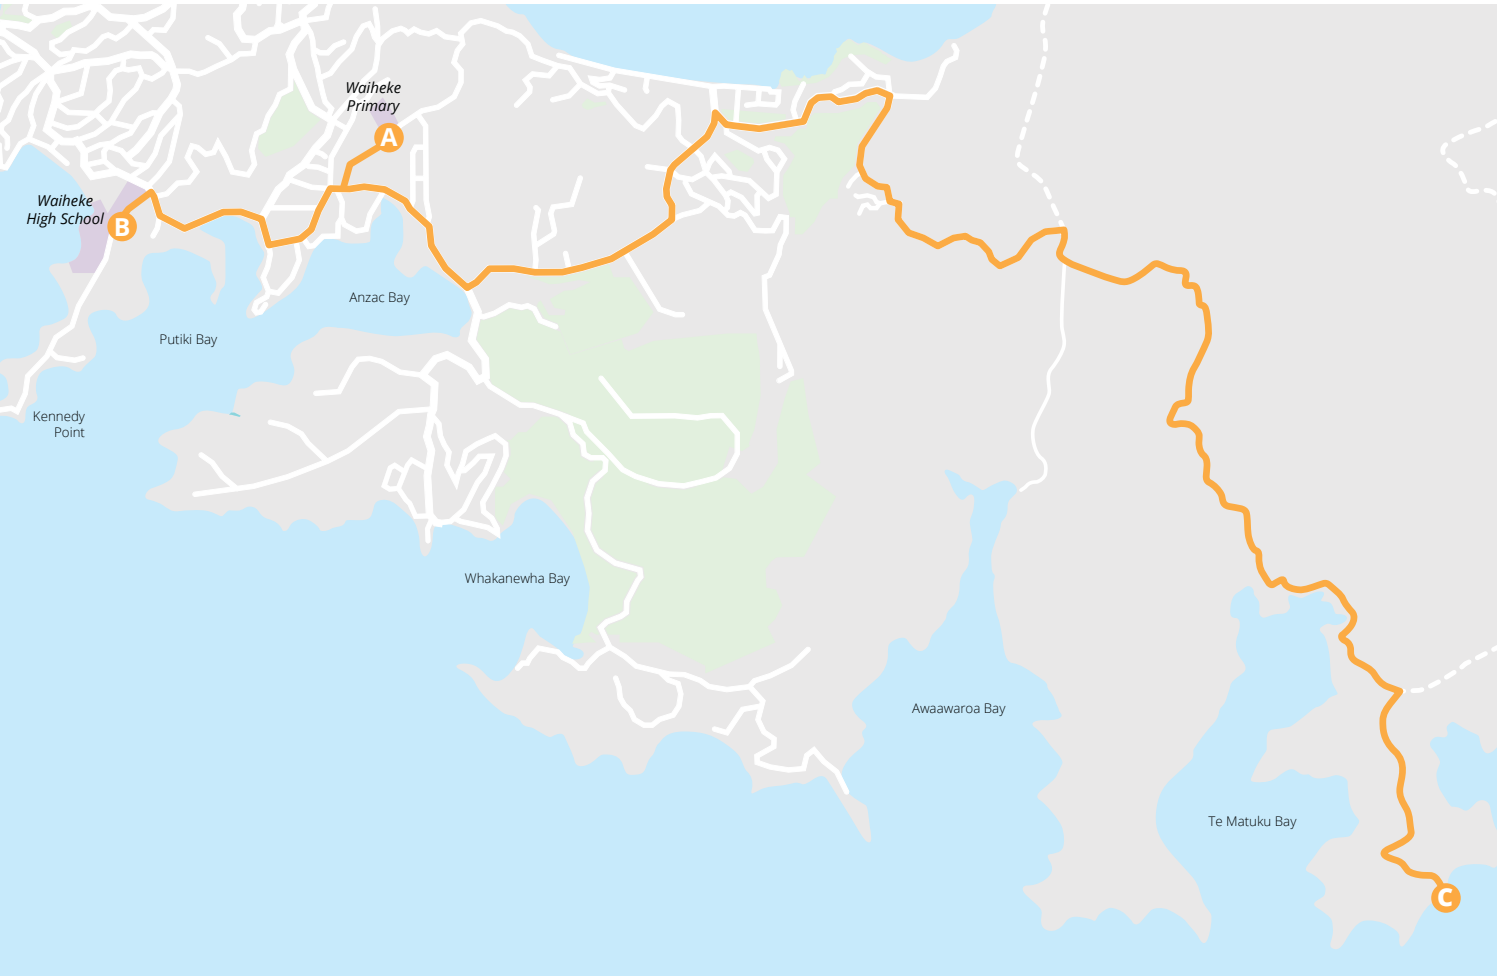 Waiheke
Primary
A
Waiheke
High School
B
Anzac Bay
Putiki Bay
Kennedy
Point
Whakanewha Bay
Awaawaroa Bay
Te Matuku Bay
C